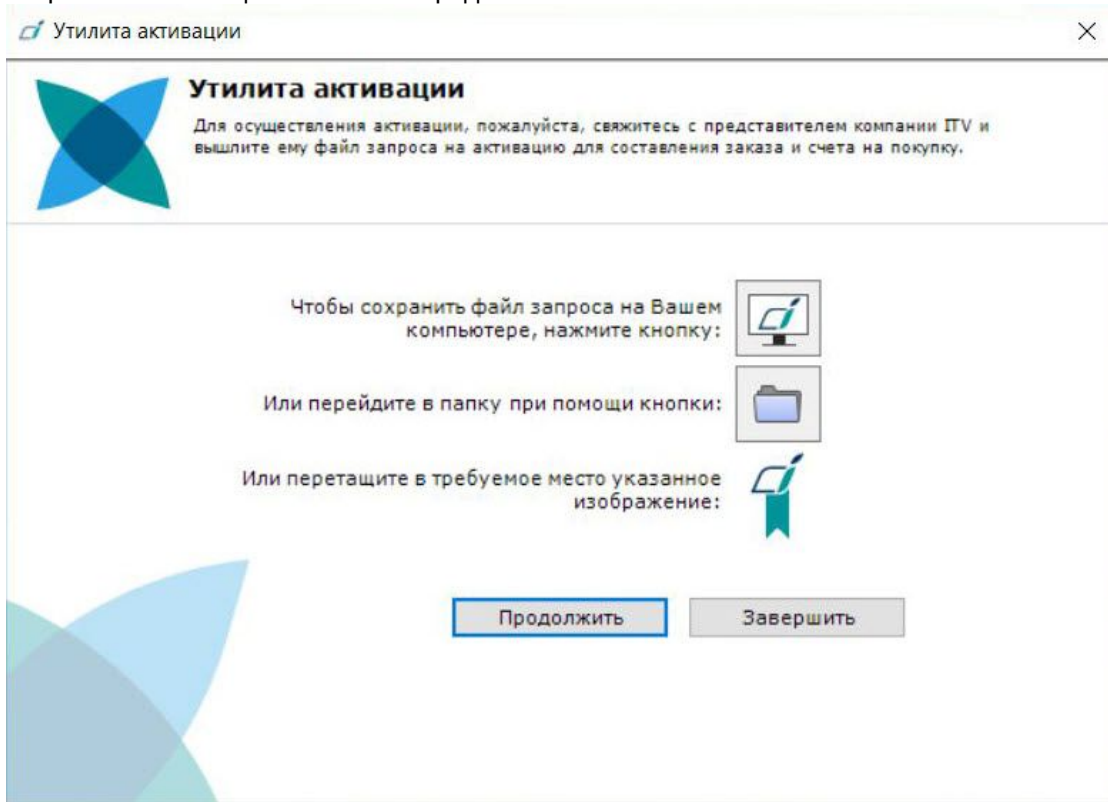 Утилита активации
Утилита активации
Для осуществления активации, пожалуйста, свяжитесь с представителем компании ITV и
вышлите ему файл запроса на активацию для составления заказа и счета на покупку.
Чтобы сохранить файл запроса на Вашем
компьютере, нажмите кнопку:
Или перейдите в папку при помощи кнопки:
Или перетащите в требуемое место указанное
изображение:
Продолжить
Завершить